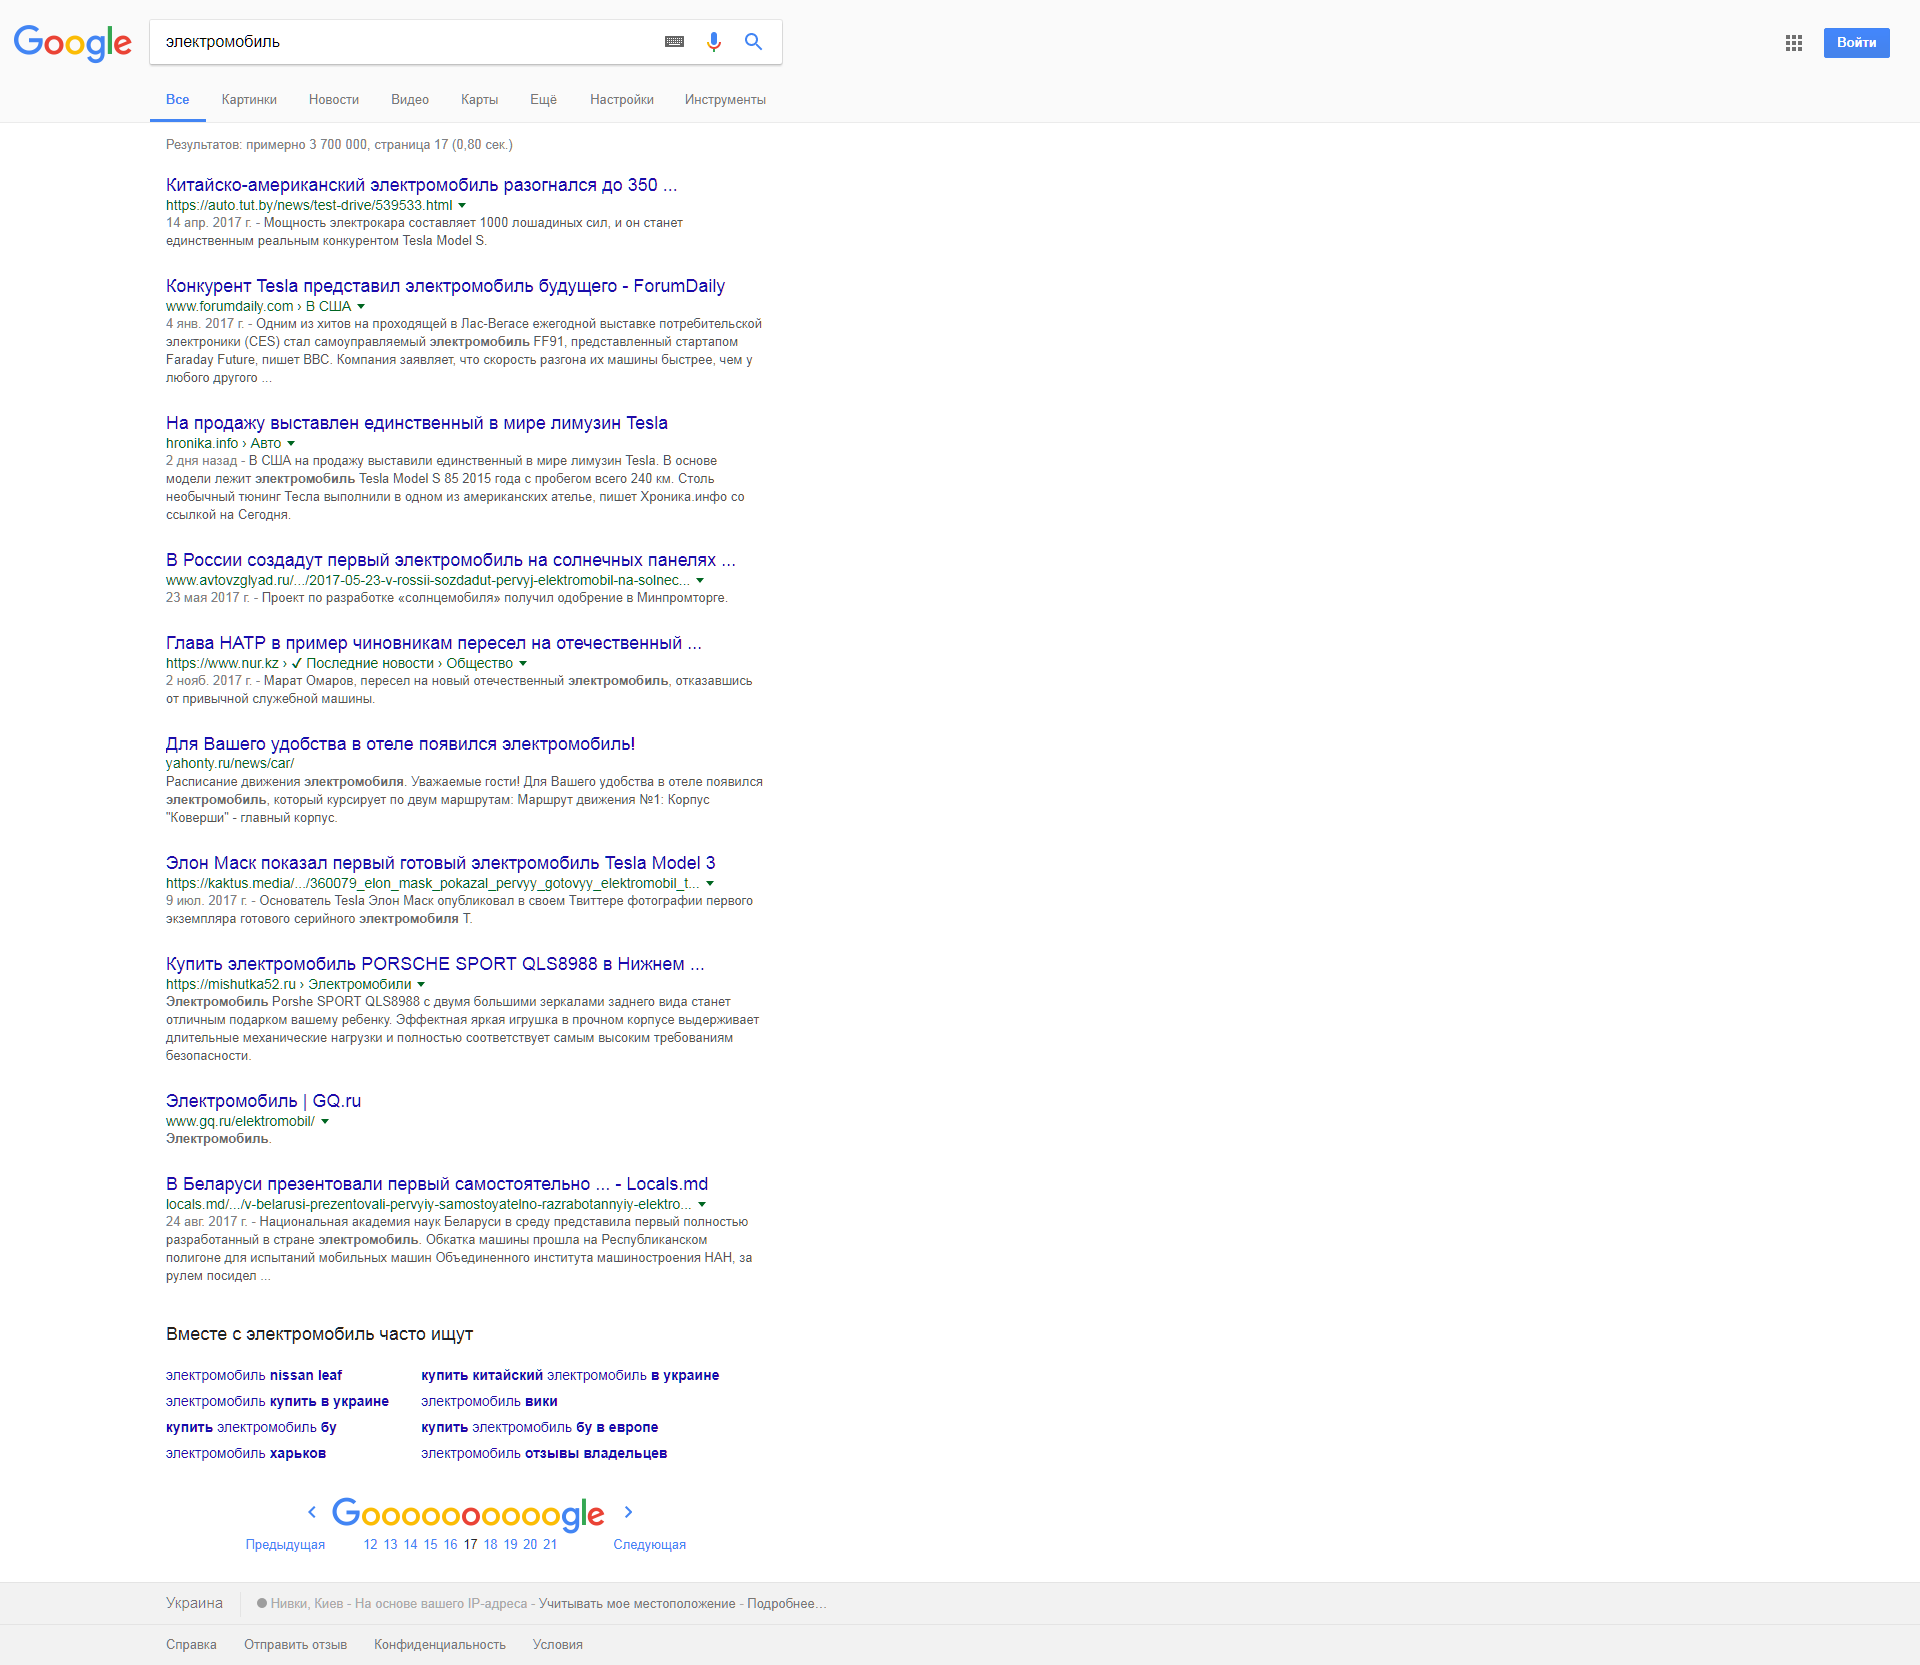 Google
электромобиль
Войти
Все Картинки Новости Видео Карты Ещё Настройки Инструменты
Результатов: примерно 3 700 000, страница 17 (0,80 сек.)
Китайско-американский электромобиль разогнался до 350 ...
https://auto.tut.by/news/test-drive/539533.html
14 апр. 2017 г. - Мощность электрокара составляет 1000 лошадиных сил, и он станет
единственным реальным конкурентом Tesla Model S.
Конкурент Tesla представил электромобиль будущего - ForumDaily
www.forumdaily.com › В США
4 янв. 2017 г. - Одним из хитов на проходящей в Лас-Вегасе ежегодной выставке потребительской
электроники (CES) стал самоуправляемый электромобиль FF91, представленный стартапом
Faraday Future, пишет BBC. Компания заявляет, что скорость разгона их машины быстрее, чем у
любого другого ...
На продажу выставлен единственный в мире лимузин Tesla
hronika.info › Авто
2 дня назад - В США на продажу выставили единственный в мире лимузин Tesla. В основе
модели лежит электромобиль Tesla Model S 85 2015 года с пробегом всего 240 км. Столь
необычный тюнинг Тесла выполнили в одном из американских ателье, пишет Хроника.инфо со
ссылкой на Сегодня.
В России создадут первый электромобиль на солнечных панелях ...
www.avtovzglyad.ru/.../2017-05-23-v-rossii-sozdadut-pervyj-elektromobil-na-solnec...
23 мая 2017 г. - Проект по разработке «солнцемобиля» получил одобрение в Минпромторге.
Глава НАТР в пример чиновникам пересел на отечественный ...
https://www.nur.kz › ✓ Последние новости › Общество
2 нояб. 2017 г. - Марат Омаров, пересел на новый отечественный электромобиль, отказавшись
от привычной служебной машины.
Для Вашего удобства в отеле появился электромобиль!
yahonty.ru/news/car/
Расписание движения электромобиля. Уважаемые гости! Для Вашего удобства в отеле появился
электромобиль, который курсирует по двум маршрутам: Маршрут движения №1: Корпус
"Коверши" - главный корпус.
Элон Маск показал первый готовый электромобиль Tesla Model 3
https://kaktus.media/.../360079_elon_mask_pokazal_pervyy_gotovyy_elektromobil_t...
9 июл. 2017 г. - Основатель Tesla Элон Маск опубликовал в своем Твиттере фотографии первого
экземпляра готового серийного электромобиля Т.
Купить электромобиль PORSCHE SPORT QLS8988 в Нижнем ...
https://mishutka52.ru › Электромобили
Электромобиль Porshe SPORT QLS8988 с двумя большими зеркалами заднего вида станет
отличным подарком вашему ребенку. Эффектная яркая игрушка в прочном корпусе выдерживает
длительные механические нагрузки и полностью соответствует самым высоким требованиям
безопасности.
Электромобиль | GQ.ru
www.gq.ru/elektromobil/
Электромобиль.
В Беларуси презентовали первый самостоятельно ... - Locals.md
locals.md/.../v-belarusi-prezentovali-pervyiy-samostoyatelno-razrabotannyiy-elektro...
24 авг. 2017 г. - Национальная академия наук Беларуси в среду представила первый полностью
разработанный в стране электромобиль. Обкатка машины прошла на Республиканском
полигоне для испытаний мобильных машин Объединенного института машиностроения НАН, за
рулем посидел ...
Вместе с электромобиль часто ищут
электромобиль nissan leaf купить китайский электромобиль в украине
электромобиль купить в украине электромобиль вики
купить электромобиль бу купить электромобиль бу в европе
электромобиль харьков электромобиль отзывы владельцев
Goooooooooogle
Предыдущая 12 13 14 15 16 17 18 19 20 21 Следующая
Украина Нивки, Киев - На основе вашего IP-адреса - Учитывать мое местоположение - Подробнее...
Справка Отправить отзыв Конфиденциальность Условия